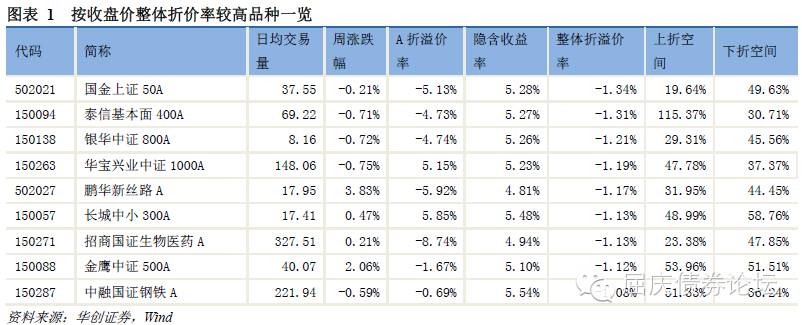 图表 1 按收盘价整体折价率较高品种一览
代码 简称 日均交易量 周涨跌幅 A 折溢价率 隐含收益率 整体折溢价率 上折空间 下折空间
502021 国金上证 50A 37.55 -0.21% -5.13% 5.28% -1.34% 19.64% 49.63%
150094 泰信基本面 400A 69.22 -0.71% -4.73% 5.27% -1.31% 115.37% 30.71%
150138 银华中证 800A 8.16 -0.72% -4.74% 5.26% -1.21% 29.31% 45.56%
150263 华宝兴业中证 1000A 148.06 -0.75% 5.15% 5.23% -1.19% 47.78% 37.37%
502027 鹏华新丝路 A 17.95 3.83% -5.92% 4.81% -1.17% 31.95% 44.45%
150057 长城中小 300A 17.41 0.47% 5.85% 5.48% -1.13% 48.99% 58.76%
150271 招商国证生物医药 A 327.51 0.21% -8.74% 4.94% -1.13% 23.38% 47.85%
150088 金鹰中证 500A 40.07 2.06% -1.67% 5.10% -1.12% 53.96% 51.51%
150287 中融国证钢铁 A 221.94 -0.59% -0.69% 5.54% 51.33%
屈庆债券论坛
资料来源：华创证券，Wind